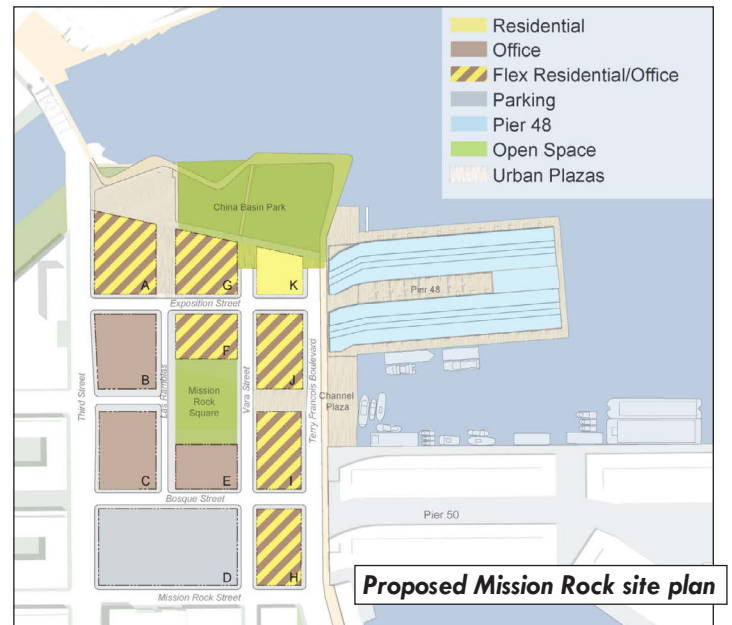 Residential
Office
Flex Residential/Office
Parking
Pier 48
Open Space
Urban Plazas
China Basin Park
A
G
K
Exposition Street
Pier 48
F
B
J
Third Street
Las Ramblas
Mission
Rock
Square
Vara Street
Terry Francois Boulevard
Channel
Plaza
C
E
I
Bosque Street
Pier 50
D
H
Mission Rock Street
Proposed Mission Rock site plan